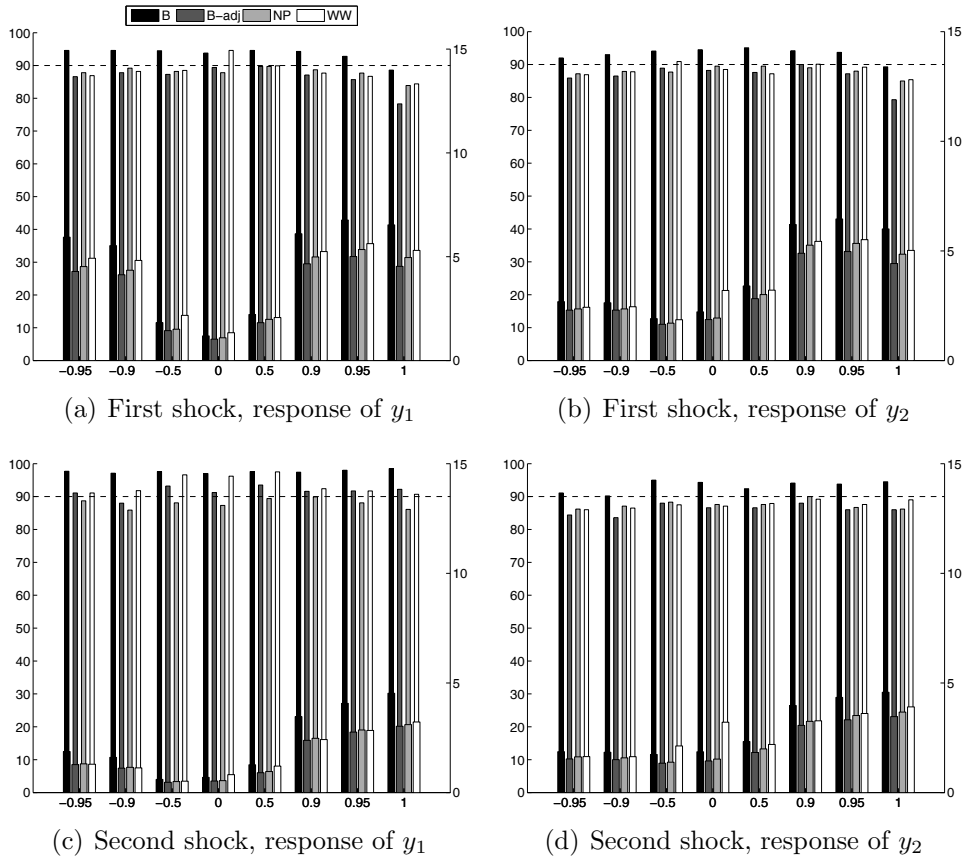 B B-adj NP WW
100 90 80 70 60 50 40 30 20 10 0
15 10 5 0
−0.95 −0.9 −0.5 0 0.5 0.9 0.95 1
(a) First shock, response of y₁
100 90 80 70 60 50 40 30 20 10 0
15 10 5 0
−0.95 −0.9 −0.5 0 0.5 0.9 0.95 1
(b) First shock, response of y₂
100 90 80 70 60 50 40 30 20 10 0
15 10 5 0
−0.95 −0.9 −0.5 0 0.5 0.9 0.95 1
(c) Second shock, response of y₁
100 90 80 70 60 50 40 30 20 10 0
15 10 5 0
−0.95 −0.9 −0.5 0 0.5 0.9 0.95 1
(d) Second shock, response of y₂